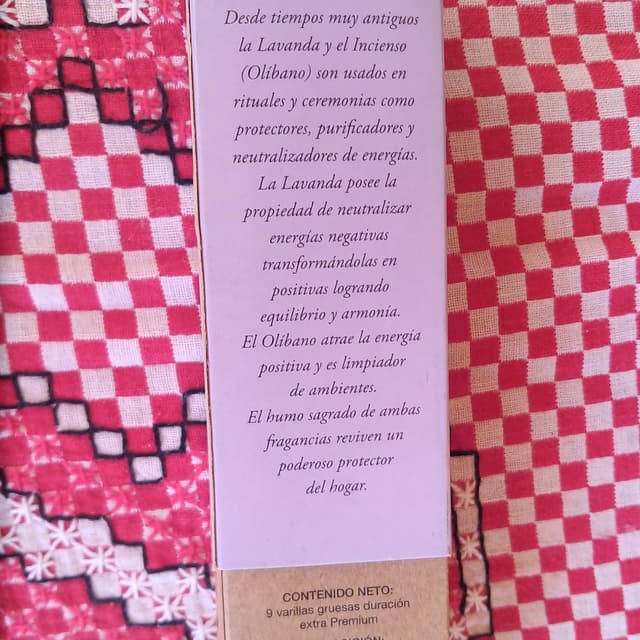 Desde tiempos muy antiguos
la Lavanda y el Incienso
(Olíbano) son usados en
rituales y ceremonias como
protectores, purificadores y
neutralizadores de energías.
La Lavanda posee la
propiedad de neutralizar
energías negativas
transformándolas en
positivas logrando
equilibrio y armonía.
El Olíbano atrae la energía
positiva y es limpiador
de ambientes.
El humo sagrado de ambas
fragancias reviven un
poderoso protector
del hogar.
CONTENIDO NETO:
9 varillas gruesas duración
extra Premium